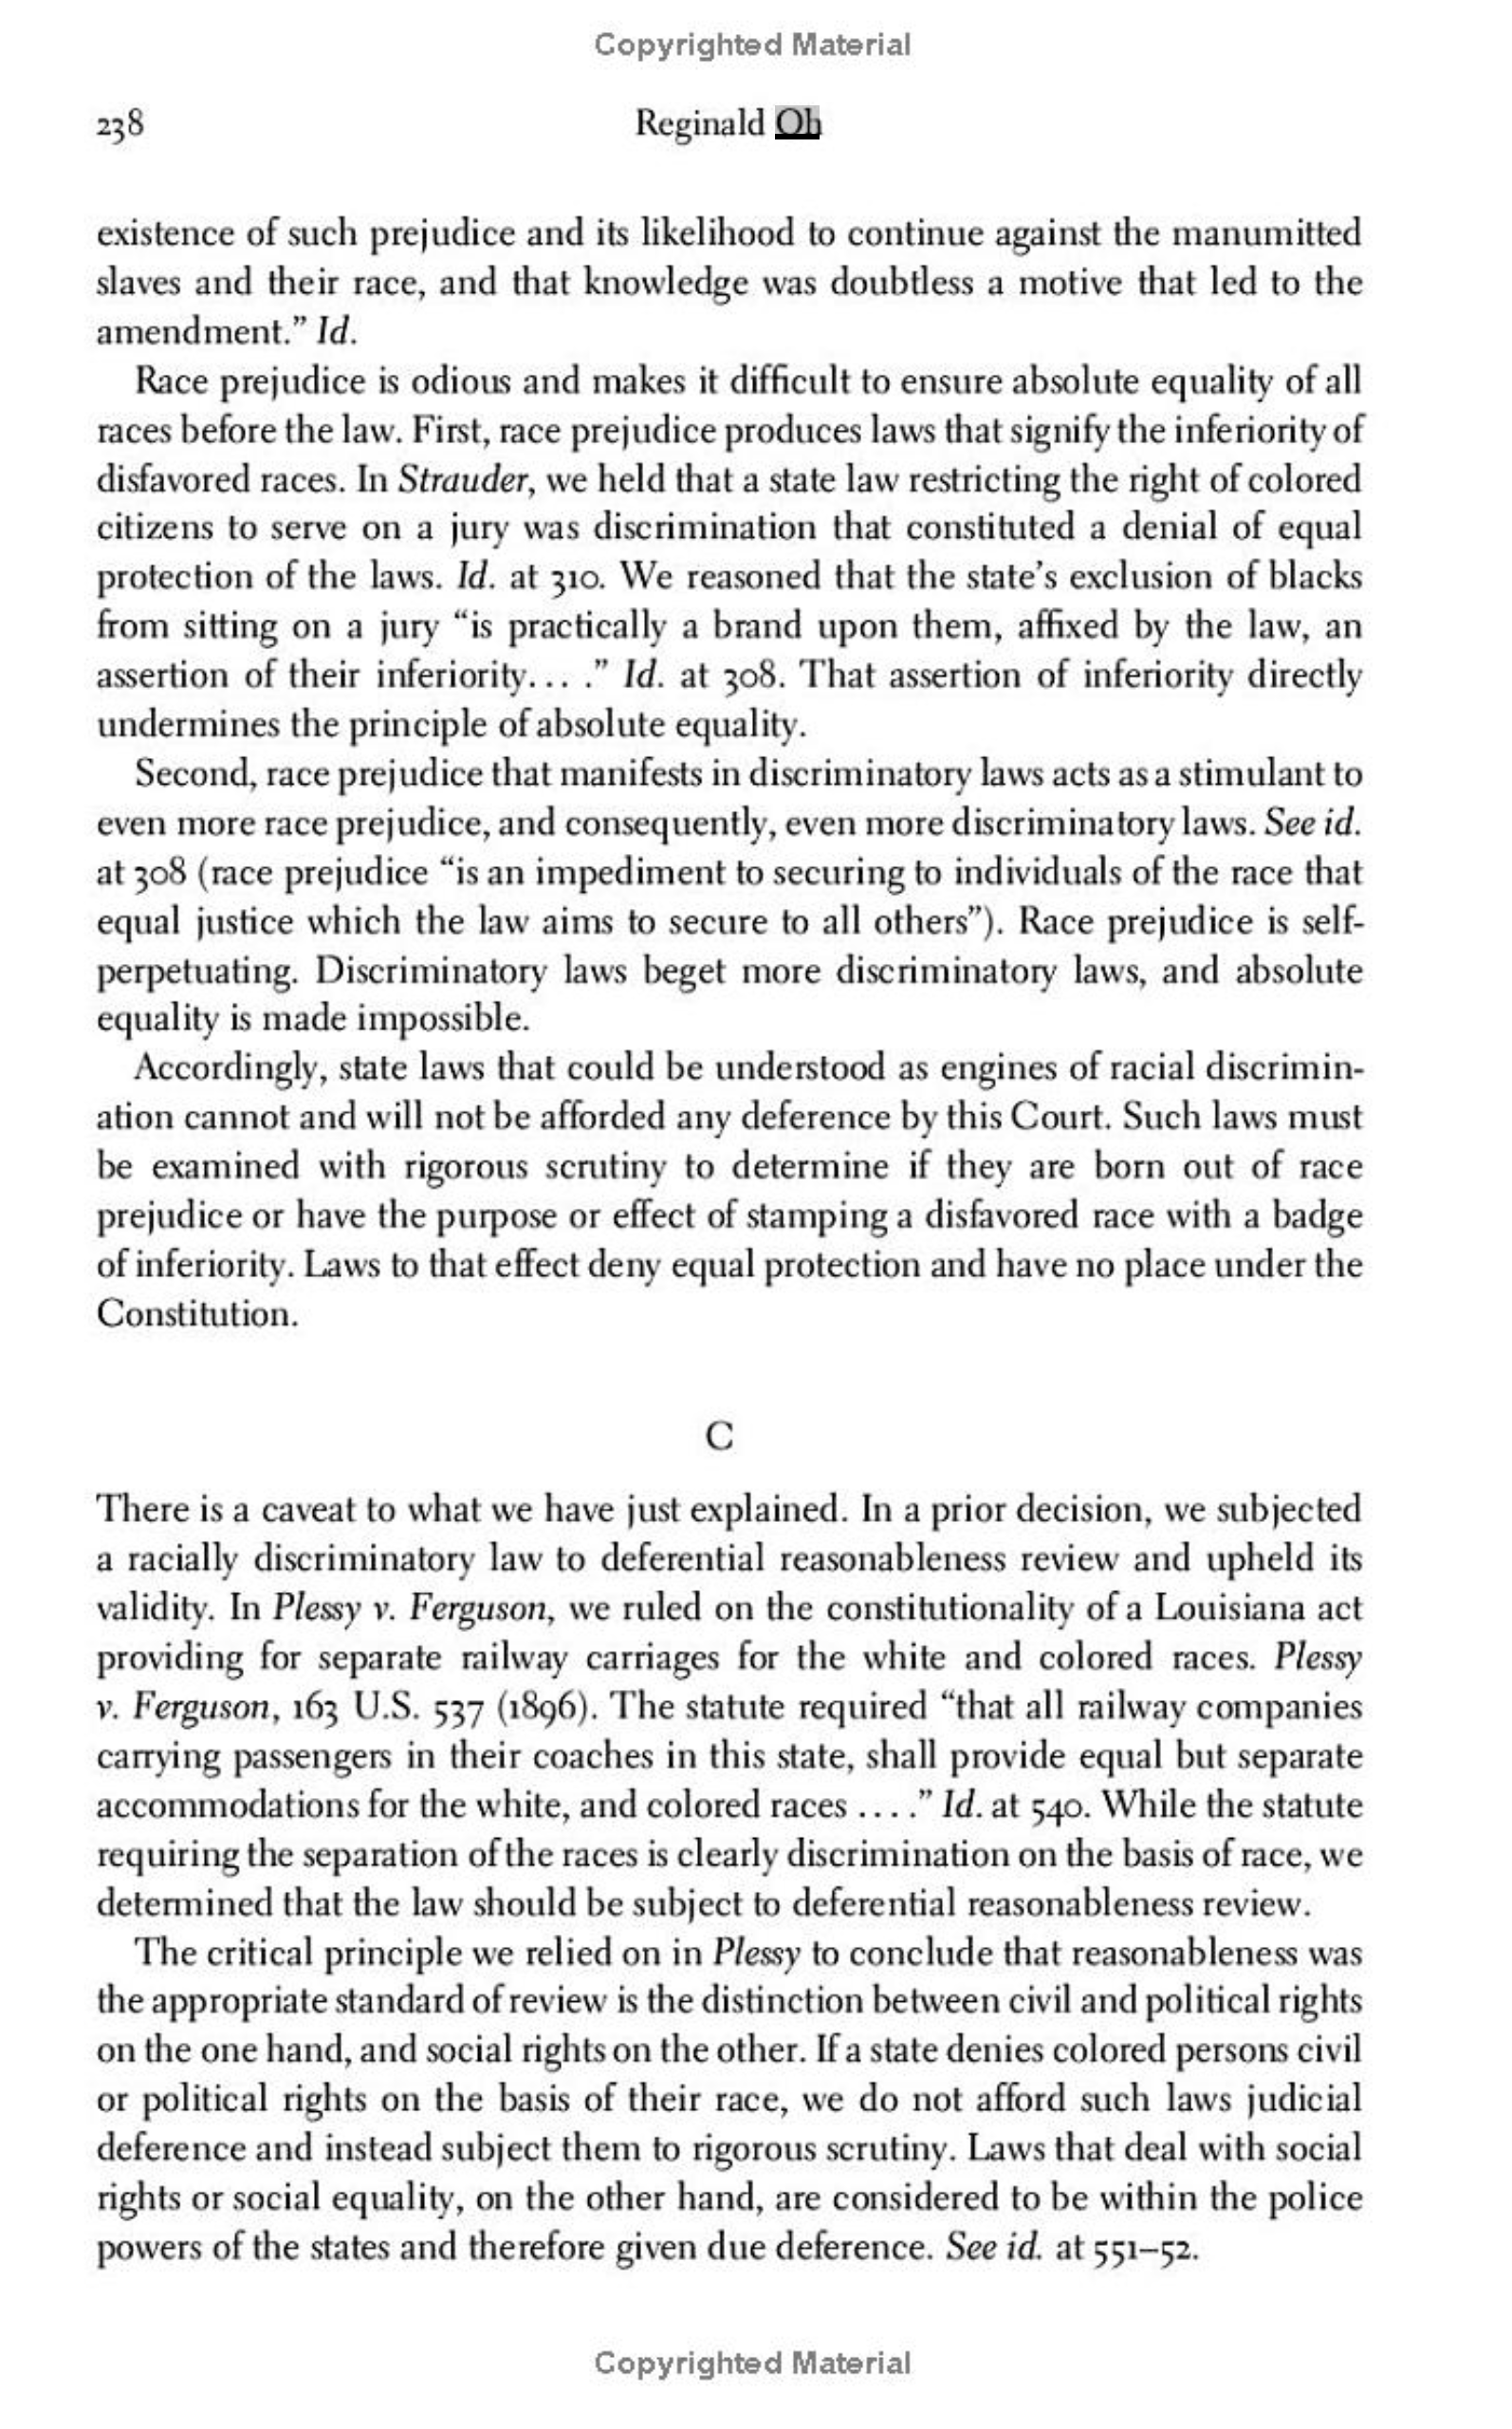 Copyrighted Material
238
Reginald Oh
existence of such prejudice and its likelihood to continue against the manumitted
slaves and their race, and that knowledge was doubtless a motive that led to the
amendment.” Id.
Race prejudice is odious and makes it difficult to ensure absolute equality of all
races before the law. First, race prejudice produces laws that signify the inferiority of
disfavored races. In Strauder, we held that a state law restricting the right of colored
citizens to serve on a jury was discrimination that constituted a denial of equal
protection of the laws. Id. at 310. We reasoned that the state’s exclusion of blacks
from sitting on a jury “is practically a brand upon them, affixed by the law, an
assertion of their inferiority. . . .” Id. at 308. That assertion of inferiority directly
undermines the principle of absolute equality.
Second, race prejudice that manifests in discriminatory laws acts as a stimulant to
even more race prejudice, and consequently, even more discriminatory laws. See id.
at 308 (race prejudice “is an impediment to securing to individuals of the race that
equal justice which the law aims to secure to all others”). Race prejudice is self-
perpetuating. Discriminatory laws beget more discriminatory laws, and absolute
equality is made impossible.
Accordingly, state laws that could be understood as engines of racial discrimin-
ation cannot and will not be afforded any deference by this Court. Such laws must
be examined with rigorous scrutiny to determine if they are born out of race
prejudice or have the purpose or effect of stamping a disfavored race with a badge
of inferiority. Laws to that effect deny equal protection and have no place under the
Constitution.
C
There is a caveat to what we have just explained. In a prior decision, we subjected
a racially discriminatory law to deferential reasonableness review and upheld its
validity. In Plessy v. Ferguson, we ruled on the constitutionality of a Louisiana act
providing for separate railway carriages for the white and colored races. Plessy
v. Ferguson, 163 U.S. 537 (1896). The statute required “that all railway companies
carrying passengers in their coaches in this state, shall provide equal but separate
accommodations for the white, and colored races . . . .” Id. at 540. While the statute
requiring the separation of the races is clearly discrimination on the basis of race, we
determined that the law should be subject to deferential reasonableness review.
The critical principle we relied on in Plessy to conclude that reasonableness was
the appropriate standard of review is the distinction between civil and political rights
on the one hand, and social rights on the other. If a state denies colored persons civil
or political rights on the basis of their race, we do not afford such laws judicial
deference and instead subject them to rigorous scrutiny. Laws that deal with social
rights or social equality, on the other hand, are considered to be within the police
powers of the states and therefore given due deference. See id. at 551–52.
Copyrighted Material